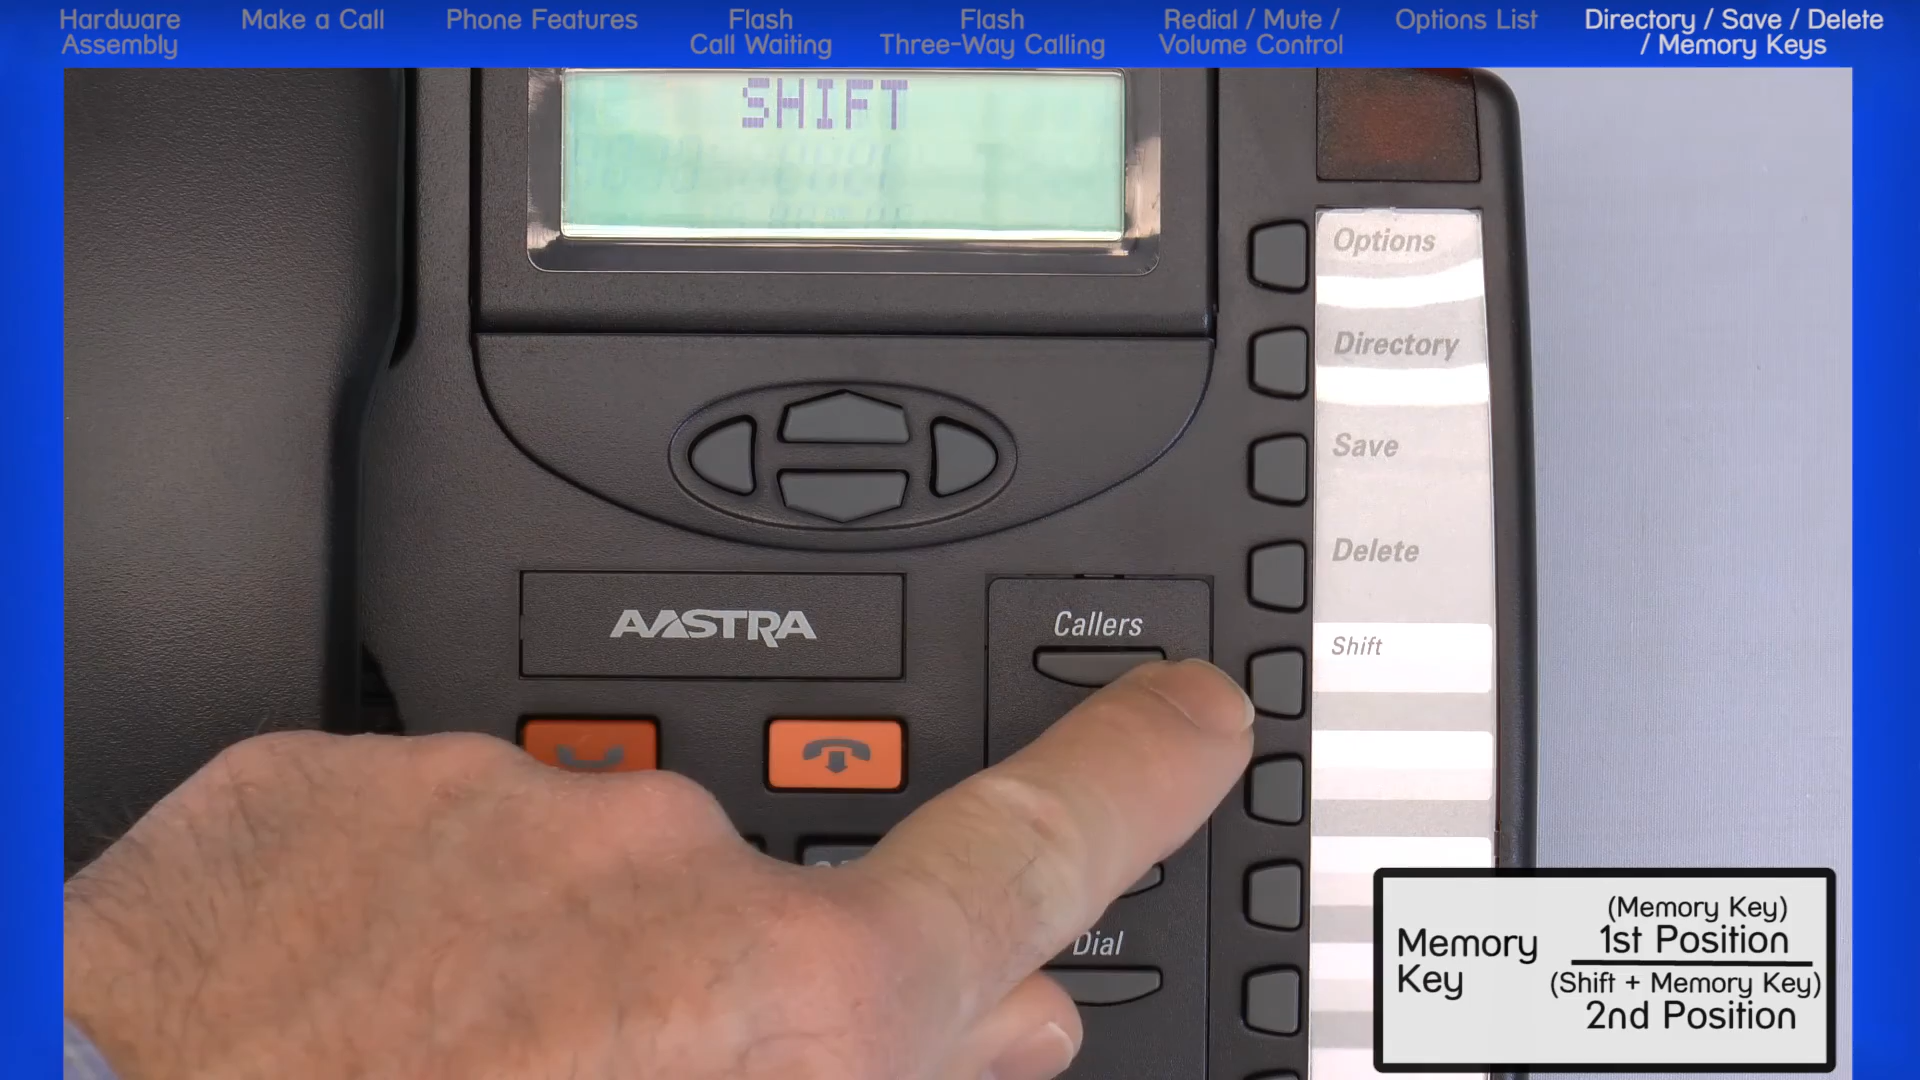 Hardware
Assembly
Make a Call
Phone Features
Flash
Call Waiting
Flash
Three-Way Calling
Redial / Mute /
Volume Control
Options List
Directory / Save / Delete
/ Memory Keys
SHIFT
Options
Directory
Save
Delete
Shift
AASTRA
Callers
Dial
Memory
Key
(Memory Key)
1st Position
(Shift + Memory Key)
2nd Position